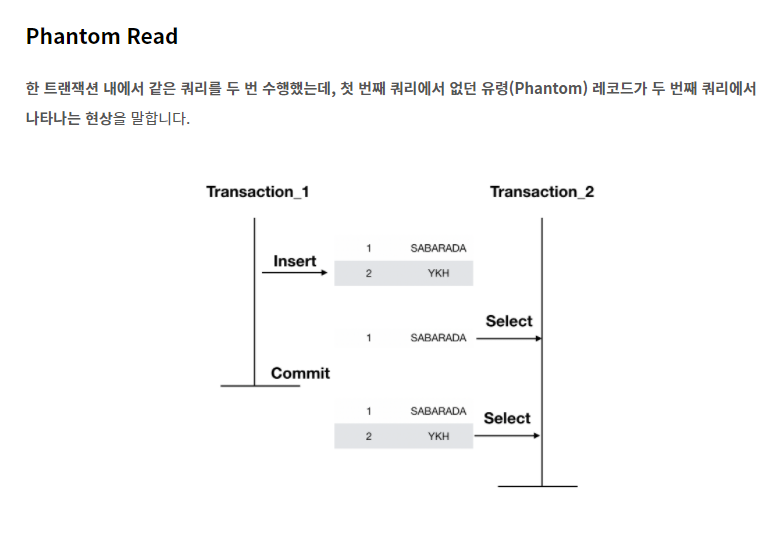 Phantom Read
한 트랜잭션 내에서 같은 쿼리를 두 번 수행했는데, 첫 번째 쿼리에서 없던 유령(Phantom) 레코드가 두 번째 쿼리에서
나타나는 현상을 말합니다.
Transaction_1 Transaction_2
1 SABARADA
Insert
2 YKH
Select
1 SABARADA
Commit
1 SABARADA
Select
2 YKH